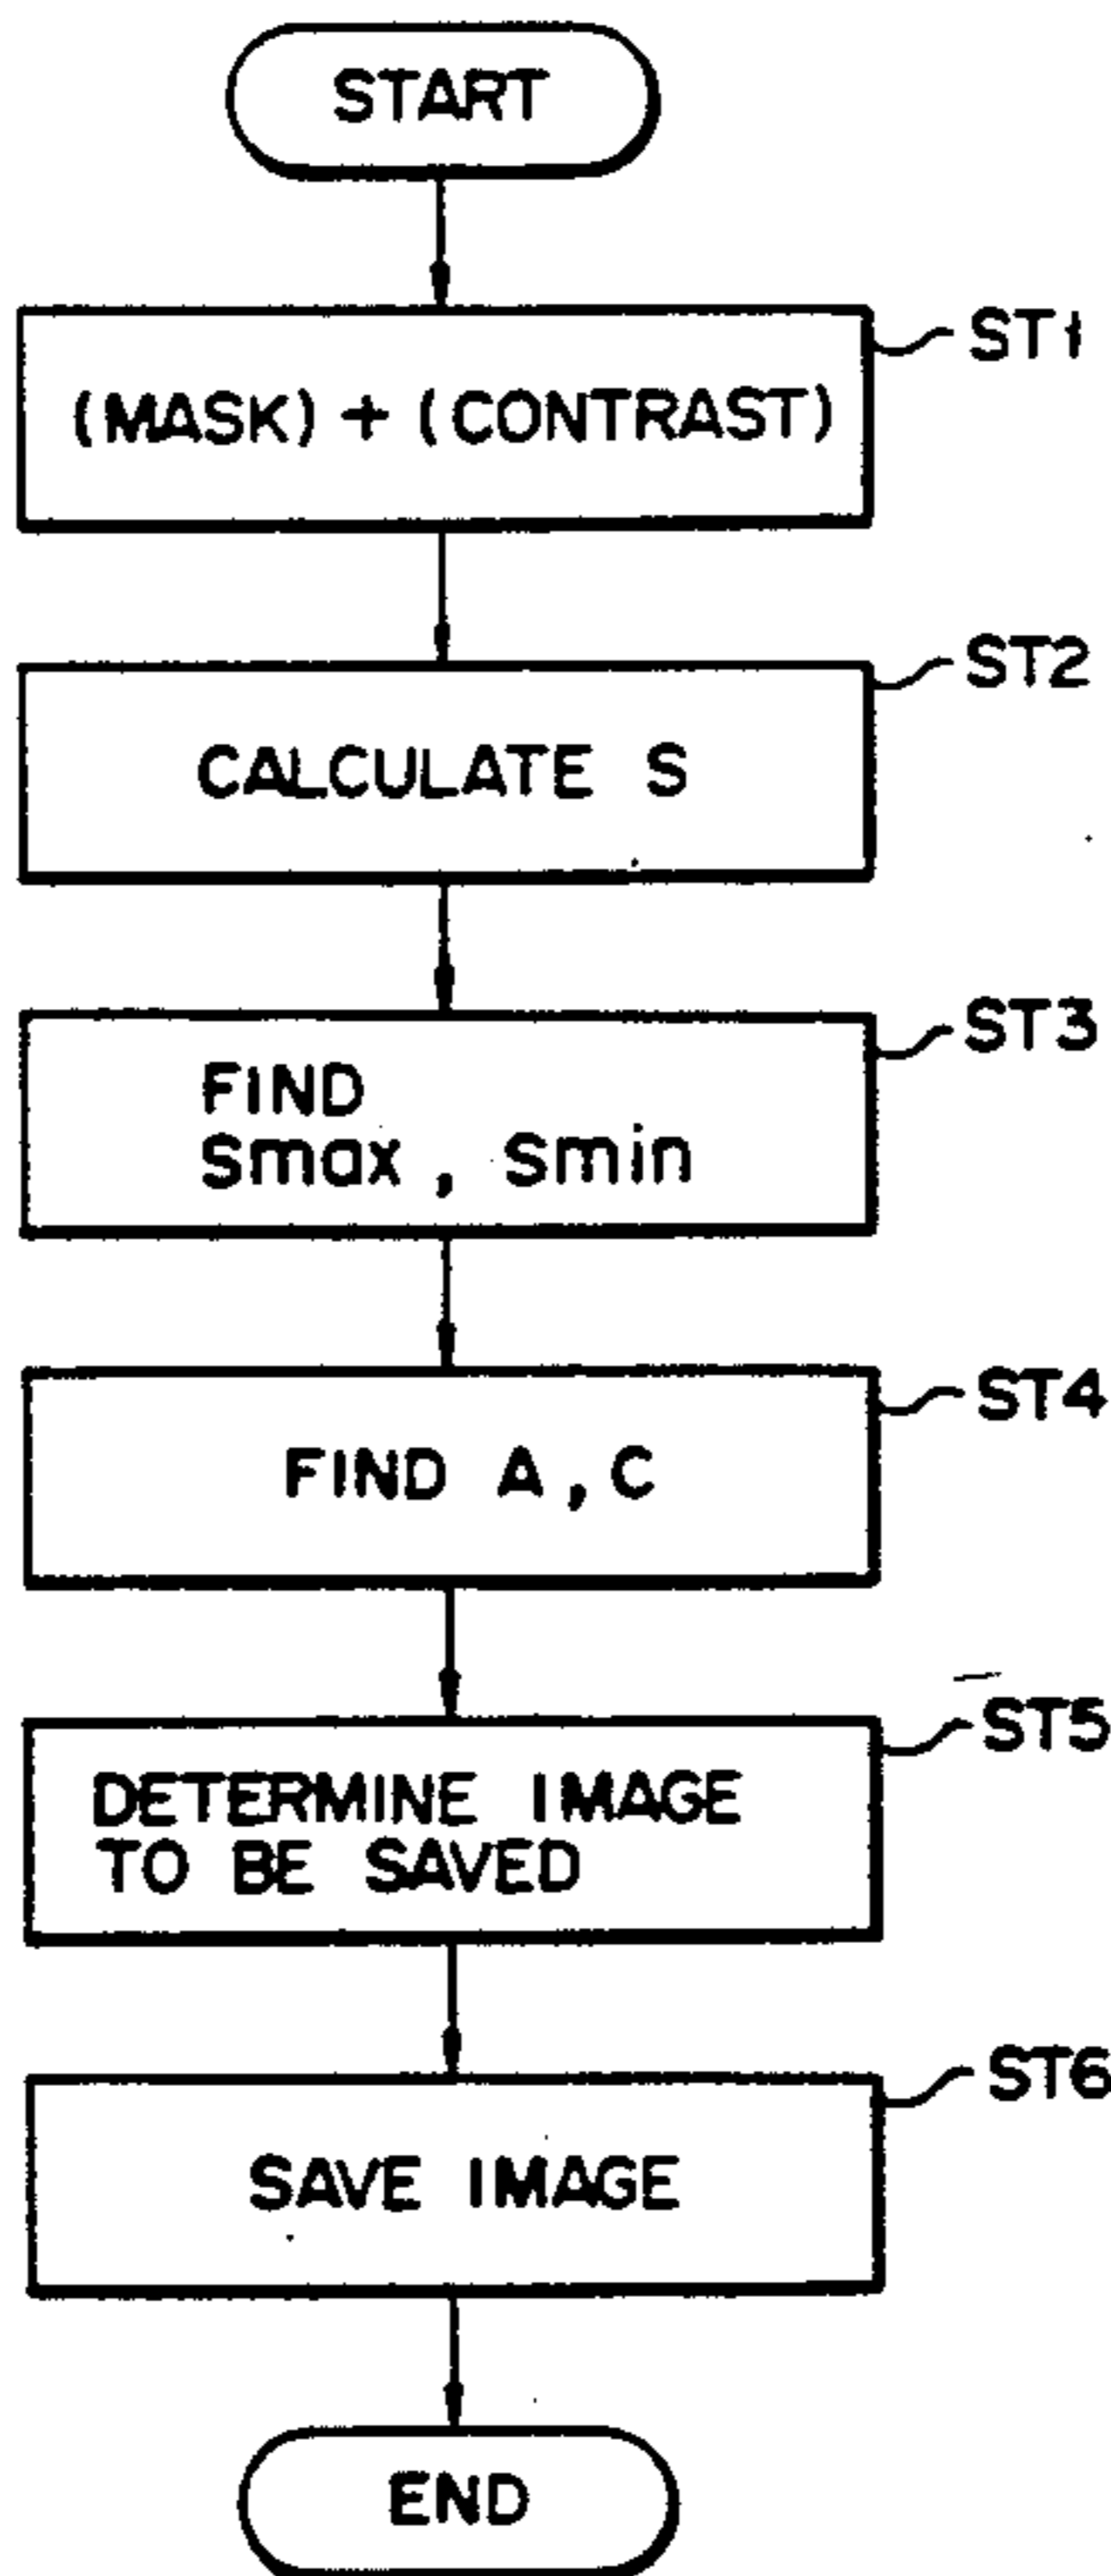 START
(MASK) + (CONTRAST)
ST1
CALCULATE S
ST2
FIND
Smax, Smin
ST3
FIND A, C
ST4
DETERMINE IMAGE
TO BE SAVED
ST5
SAVE IMAGE
ST6
END